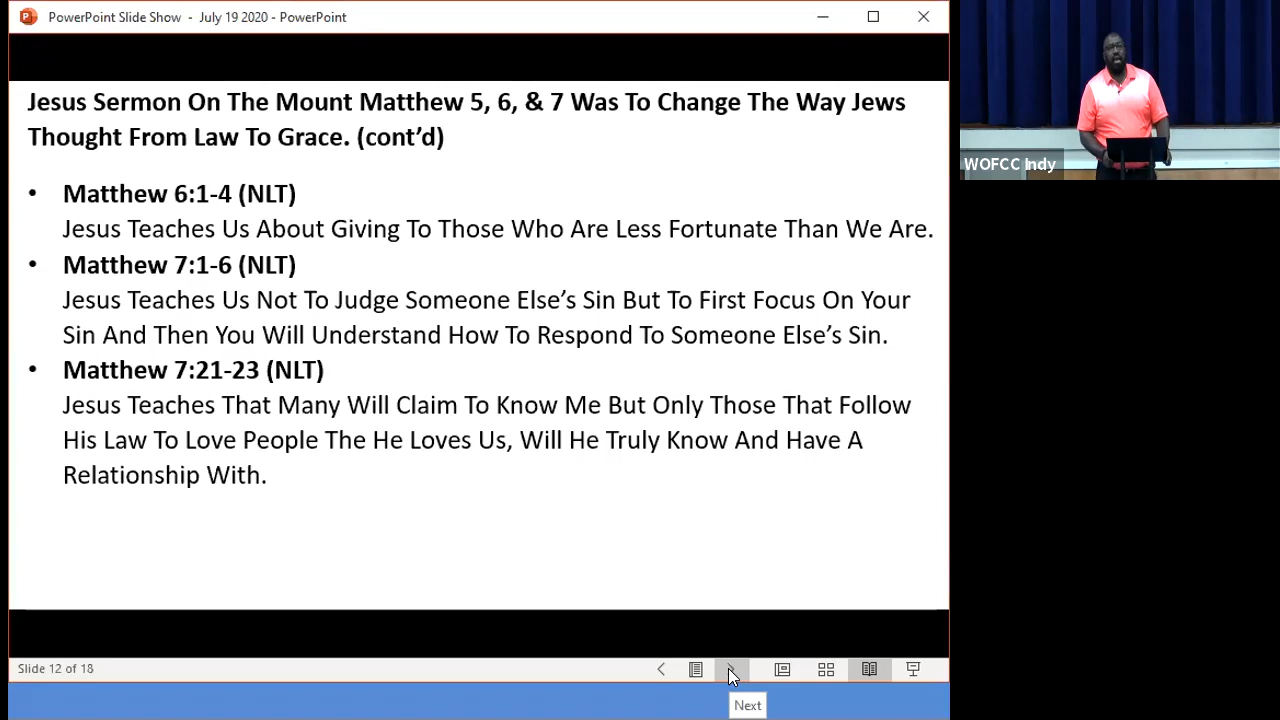 PowerPoint Slide Show - July 19 2020 - PowerPoint
Jesus Sermon On The Mount Matthew 5, 6, & 7 Was To Change The Way Jews
Thought From Law To Grace. (cont’d)
• Matthew 6:1-4 (NLT)
Jesus Teaches Us About Giving To Those Who Are Less Fortunate Than We Are.
• Matthew 7:1-6 (NLT)
Jesus Teaches Us Not To Judge Someone Else’s Sin But To First Focus On Your
Sin And Then You Will Understand How To Respond To Someone Else’s Sin.
• Matthew 7:21-23 (NLT)
Jesus Teaches That Many Will Claim To Know Me But Only Those That Follow
His Law To Love People The He Loves Us, Will He Truly Know And Have A
Relationship With.
Slide 12 of 18
Next
WOFCC Indy